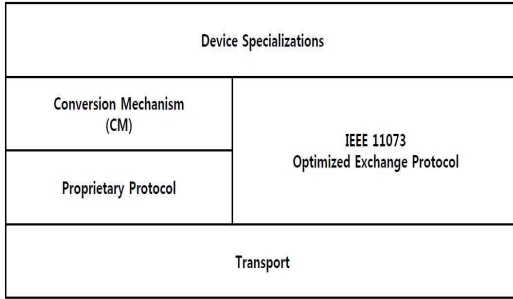 Device Specializations
Conversion Mechanism
(CM)
IEEE 11073
Optimized Exchange Protocol
Proprietary Protocol
Transport